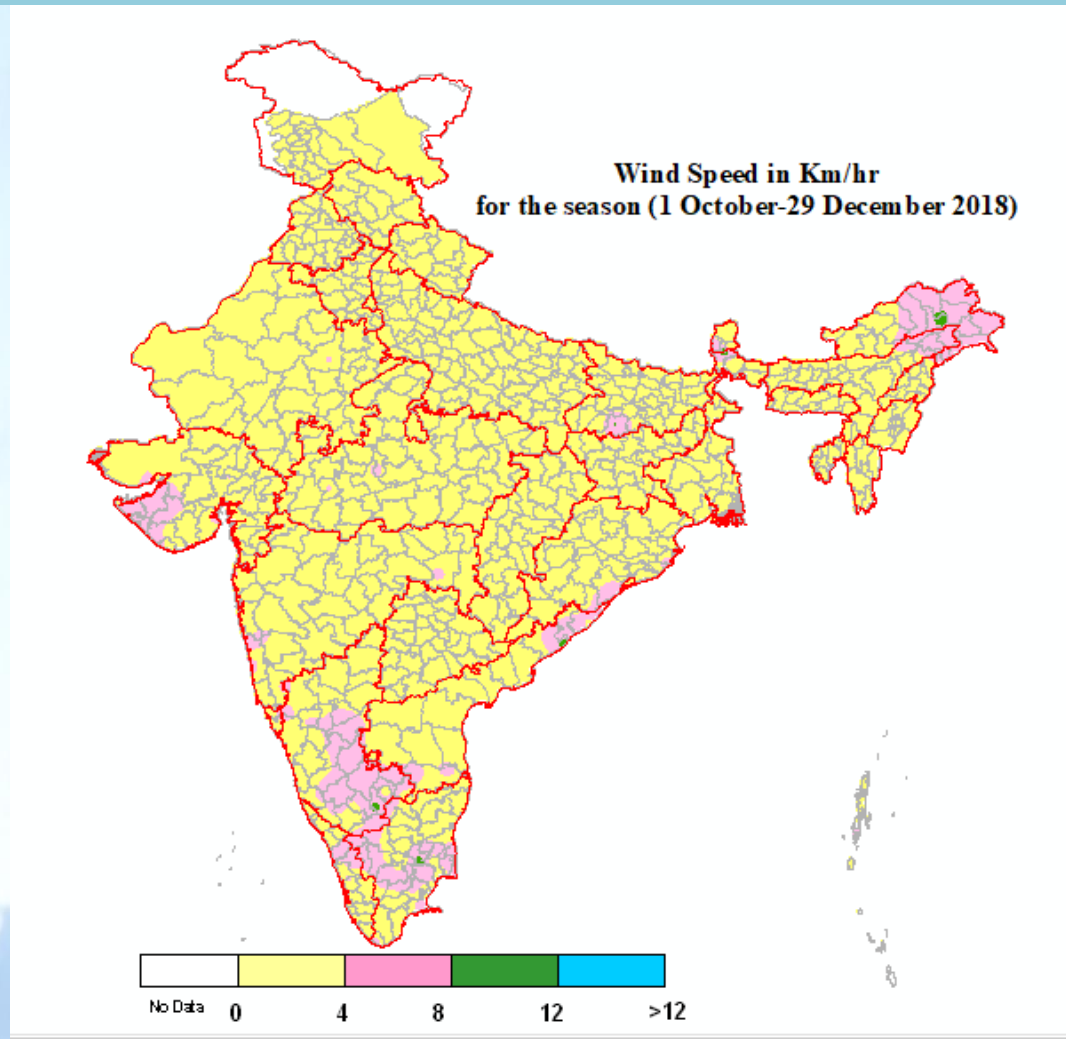 Wind Speed in Km/hr
for the season (1 October-29 December 2018)
No Data 0 4 8 12 >12